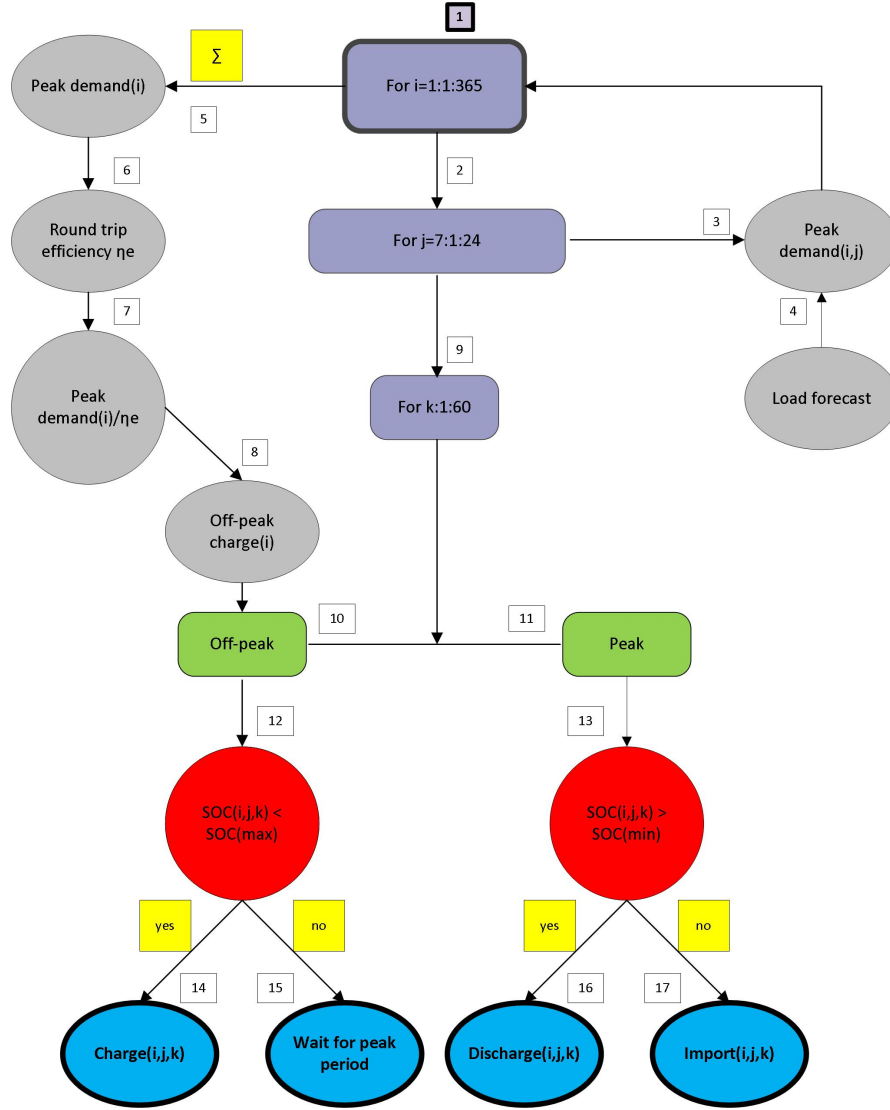 1
Σ
For i=1:1:365
Peak demand(i)
5
6
2
Round trip
efficiency ηe
For j=7:1:24
3
Peak
demand(i,j)
7
4
9
Peak
demand(i)/ηe
For k:1:60
Load forecast
8
Off-peak
charge(i)
10
11
Off-peak
Peak
12
13
SOC(i,j,k) <
SOC(max)
SOC(i,j,k) >
SOC(min)
yes
no
yes
no
14
15
16
17
Charge(i,j,k)
Wait for peak
period
Discharge(i,j,k)
Import(i,j,k)